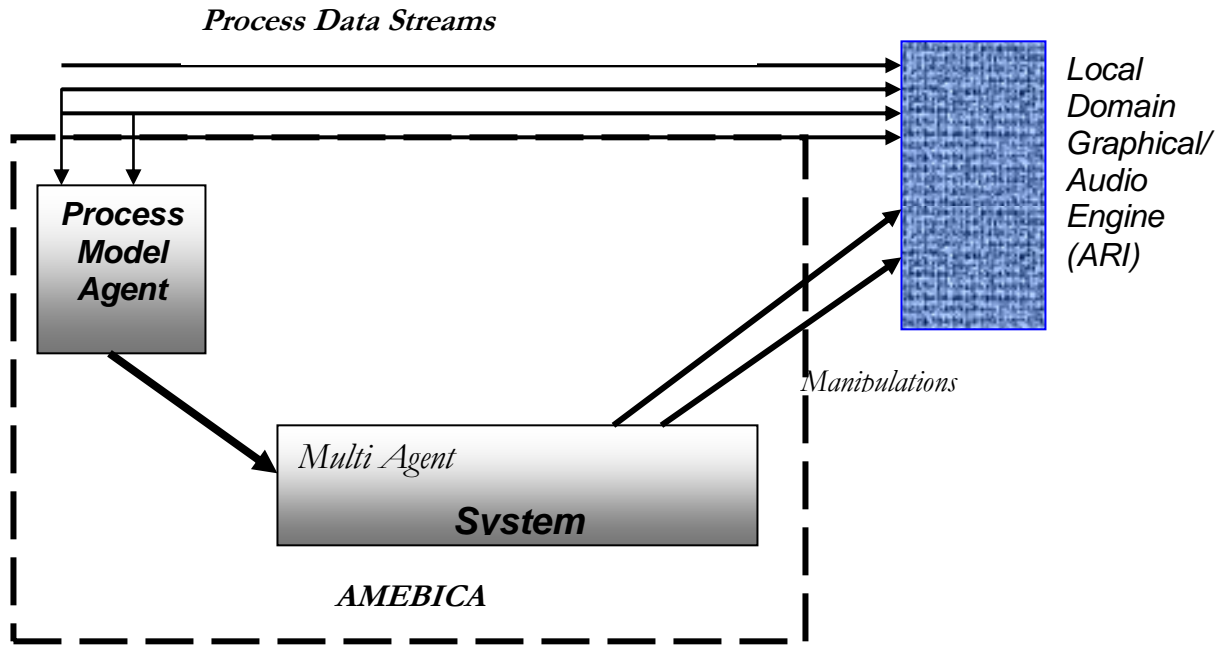 Process Data Streams
Local
Domain
Graphical/
Audio
Engine
(ARI)
Process
Model
Agent
Manipulations
Multi Agent
System
AMEBICA